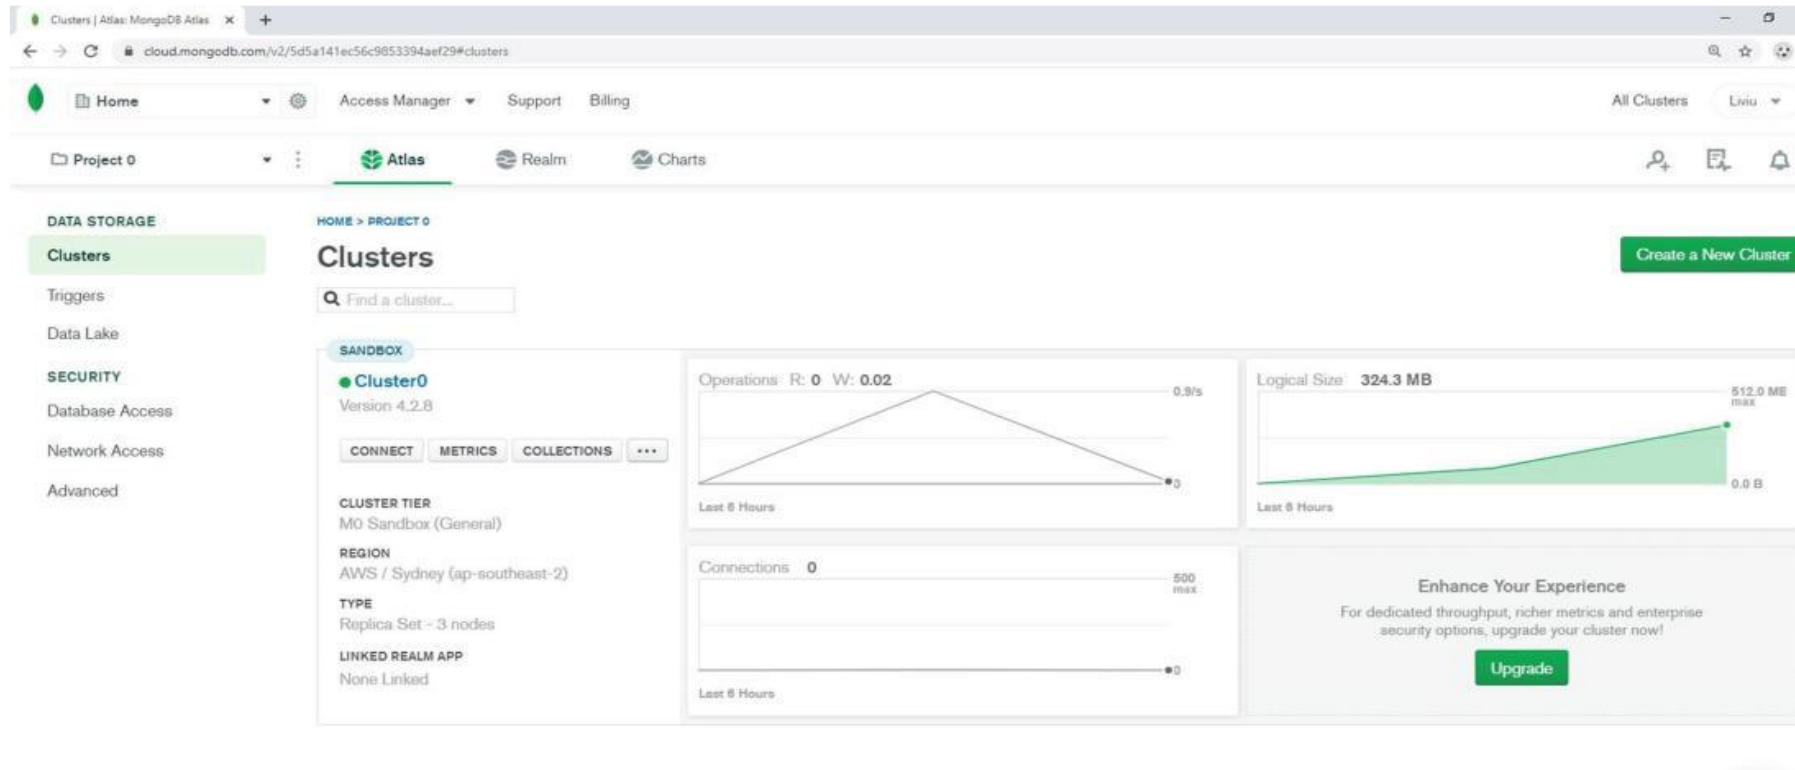 Clusters | Atlas: MongoDB Atlas
cloud.mongodb.com/v2/5d5a141ec56c9853394aef29#clusters
Home Access Manager Support Billing All Clusters Liviu
Project 0 Atlas Realm Charts
DATA STORAGE
Clusters
Triggers
Data Lake
SECURITY
Database Access
Network Access
Advanced
HOME > PROJECT 0
Clusters
Create a New Cluster
Find a cluster...
SANDBOX
Cluster0
Version 4.2.8
CONNECT METRICS COLLECTIONS ...
CLUSTER TIER
M0 Sandbox (General)
REGION
AWS / Sydney (ap-southeast-2)
TYPE
Replica Set - 3 nodes
LINKED REALM APP
None Linked
Operations R: 0 W: 0.02
0.9/s
0
Last 6 Hours
Logical Size 324.3 MB
512.0 MB
max
0.0 B
Last 6 Hours
Connections 0
500
max
0
Last 6 Hours
Enhance Your Experience
For dedicated throughput, richer metrics and enterprise
security options, upgrade your cluster now!
Upgrade